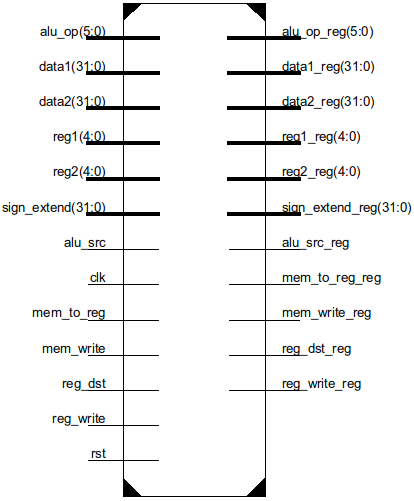 alu_op(5:0) alu_op_reg(5:0)
data1(31:0) data1_reg(31:0)
data2(31:0) data2_reg(31:0)
reg1(4:0) reg1_reg(4:0)
reg2(4:0) reg2_reg(4:0)
sign_extend(31:0) sign_extend_reg(31:0)
alu_src alu_src_reg
clk mem_to_reg_reg
mem_to_reg mem_write_reg
mem_write reg_dst_reg
reg_dst reg_write_reg
reg_write
rst